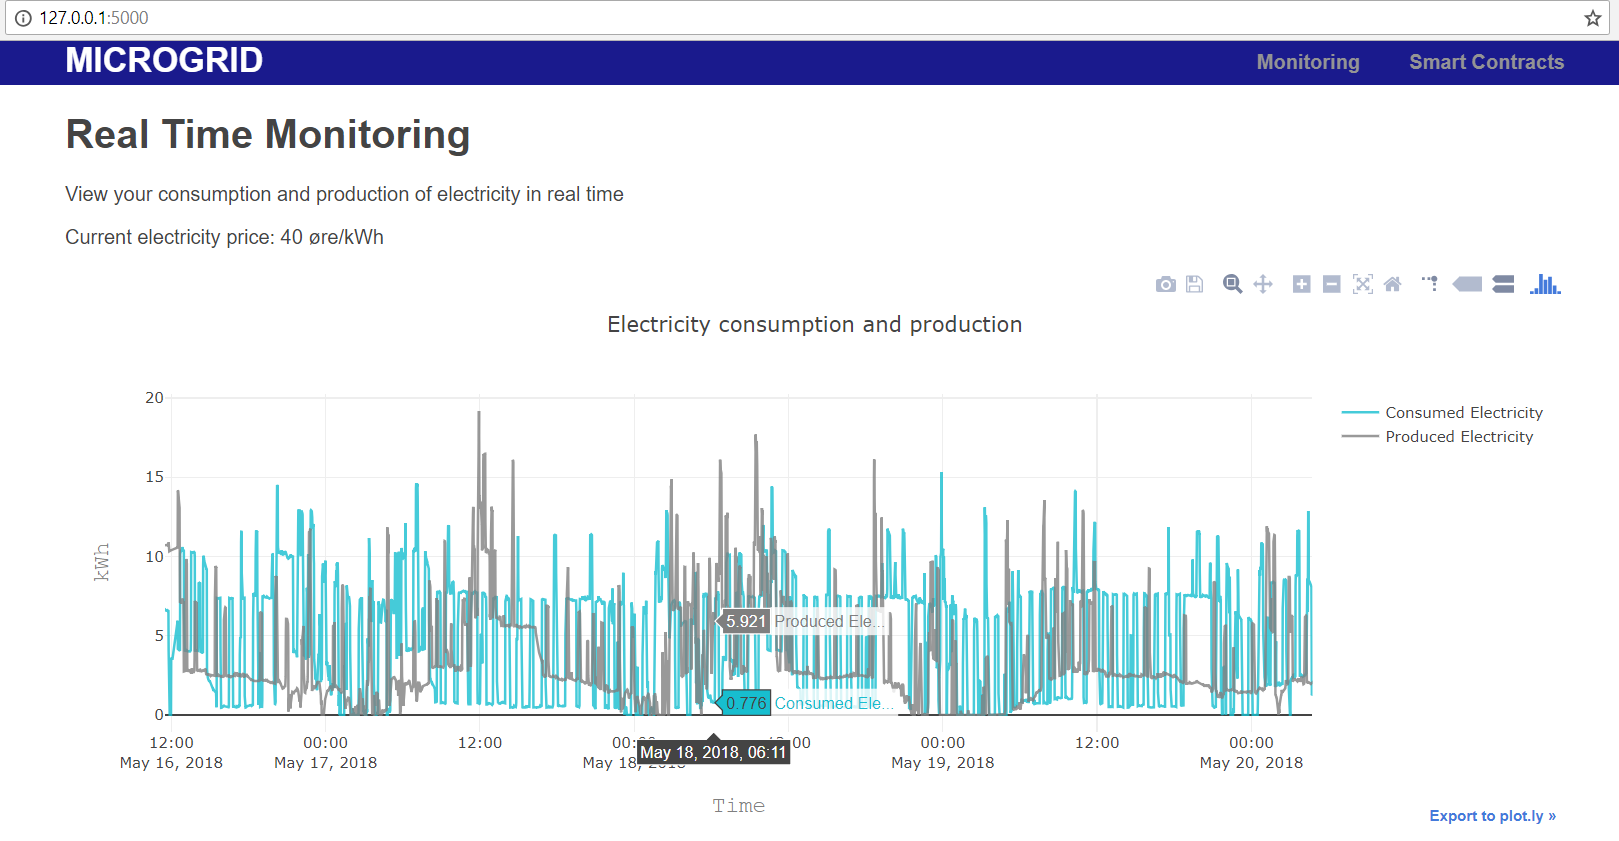 127.0.0.1:5000
MICROGRID Monitoring Smart Contracts
Real Time Monitoring
View your consumption and production of electricity in real time
Current electricity price: 40 øre/kWh
Electricity consumption and production
20
15
10
5
0
kWh
Consumed Electricity
Produced Electricity
5.921 Produced Ele...
0.776 Consumed Ele...
12:00 00:00 12:00 00:00 12:00 00:00 12:00 00:00
May 16, 2018 May 17, 2018 May 18, 2018 May 19, 2018 May 20, 2018
May 18, 2018, 06:11
Time
Export to plot.ly »